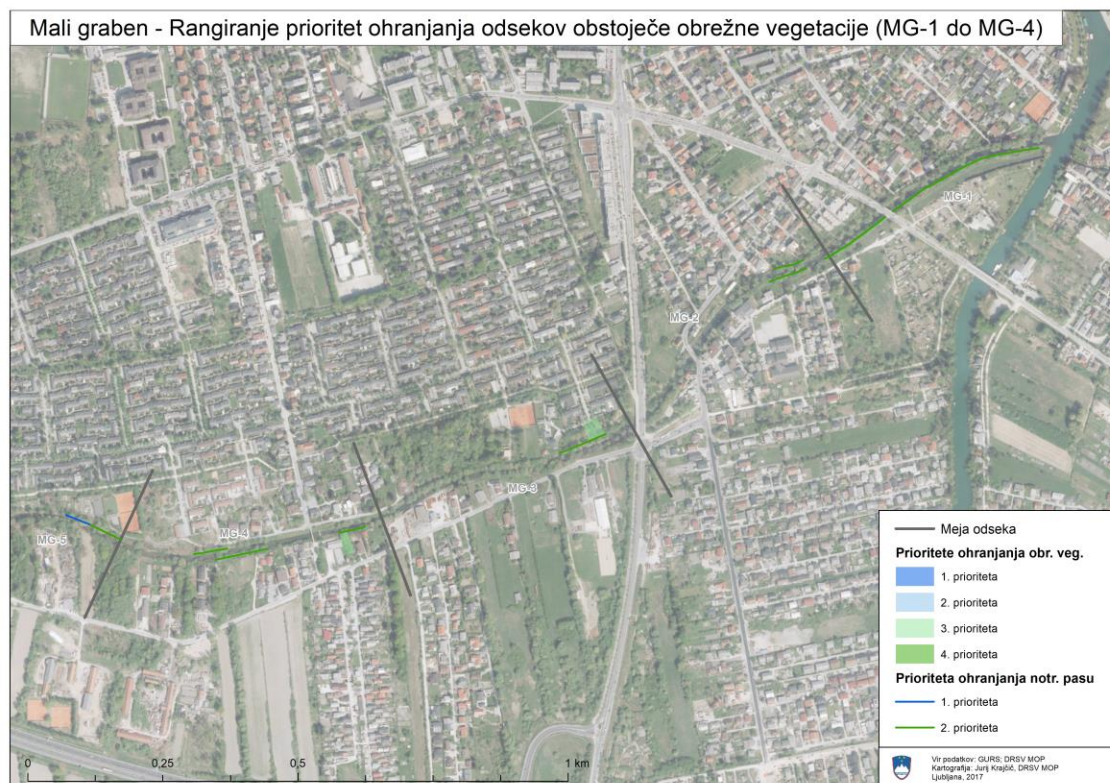 Mali graben - Rangiranje prioritet ohranjanja odsekov obstoječe obrežne vegetacije (MG-1 do MG-4)
MG-1
MG-2
MG-3
MG-4
MG-5
Meja odseka
Prioritete ohranjanja obr. veg.
1. prioriteta
2. prioriteta
3. prioriteta
4. prioriteta
Prioriteta ohranjanja notr. pasu
1. prioriteta
2. prioriteta
0 0,25 0,5 1 km
Vir podatkov: GURS; DRSV MOP
Kartografija: Jurij Krajčič, DRSV MOP
Ljubljana, 2017